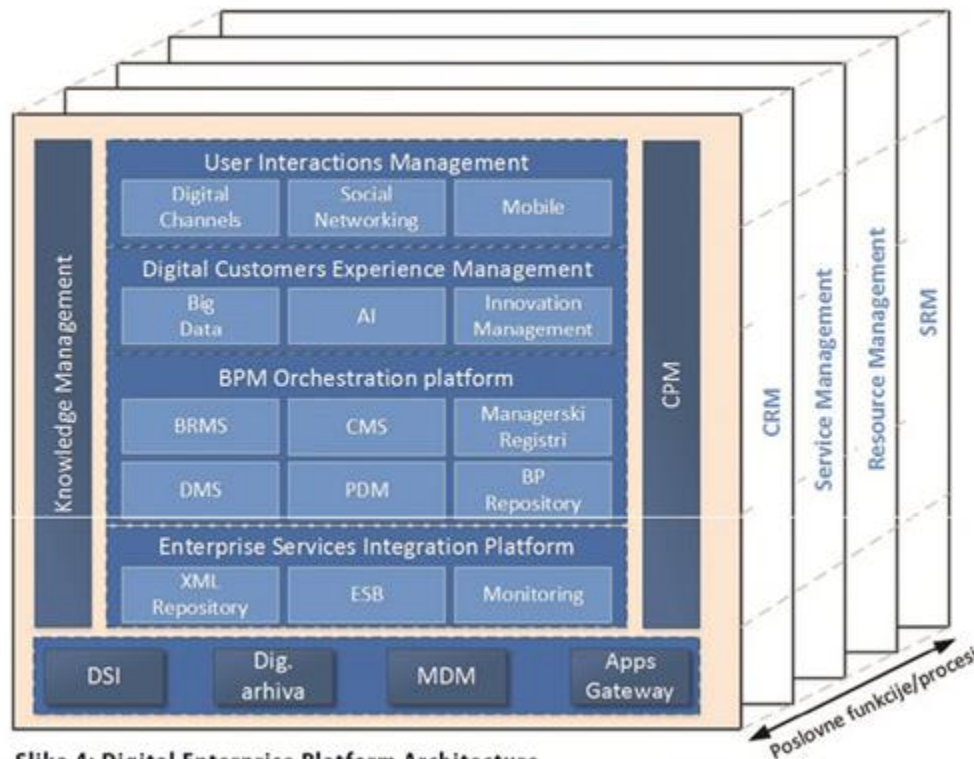 User Interactions Management
Digital
Channels
Social
Networking
Mobile
Digital Customers Experience Management
Big
Data
AI
Innovation
Management
BPM Orchestration platform
BRMS
CMS
Managerski
Registri
DMS
PDM
BP
Repository
Enterprise Services Integration Platform
XML
Repository
ESB
Monitoring
Knowledge Management
CPM
DSI
Dig.
arhiva
MDM
Apps
Gateway
CRM
Service Management
Resource Management
SRM
Poslovne funkcije/procesi
Slika 4: Digital Enterprise Platform Architecture